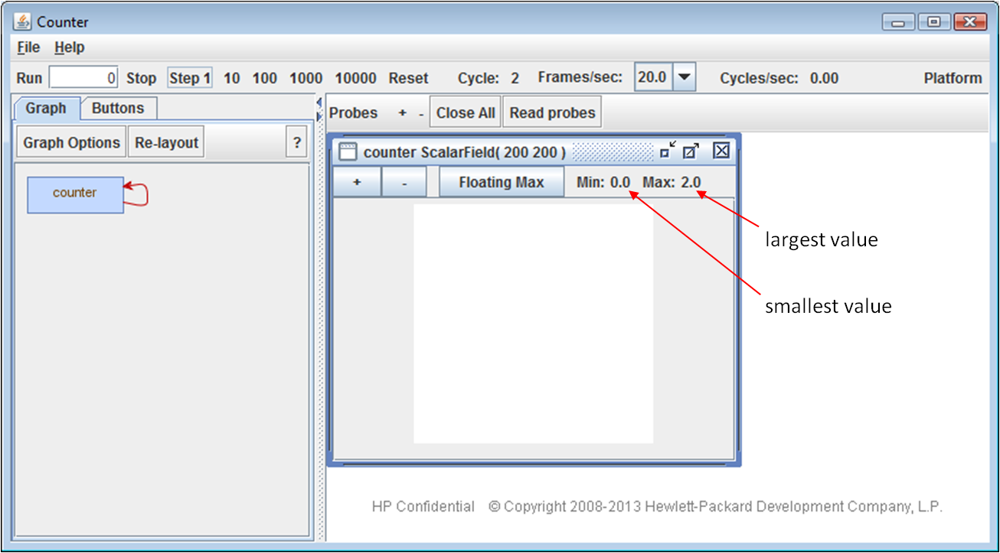 Counter
File Help
Run 0 Stop Step 1 10 100 1000 10000 Reset Cycle: 2 Frames/sec: 20.0 Cycles/sec: 0.00 Platform
Graph Buttons
Probes + - Close All Read probes
Graph Options Re-layout ?
counter ScalarField( 200 200 )
+ - Floating Max Min: 0.0 Max: 2.0
counter
largest value
smallest value
HP Confidential © Copyright 2008-2013 Hewlett-Packard Development Company, L.P.